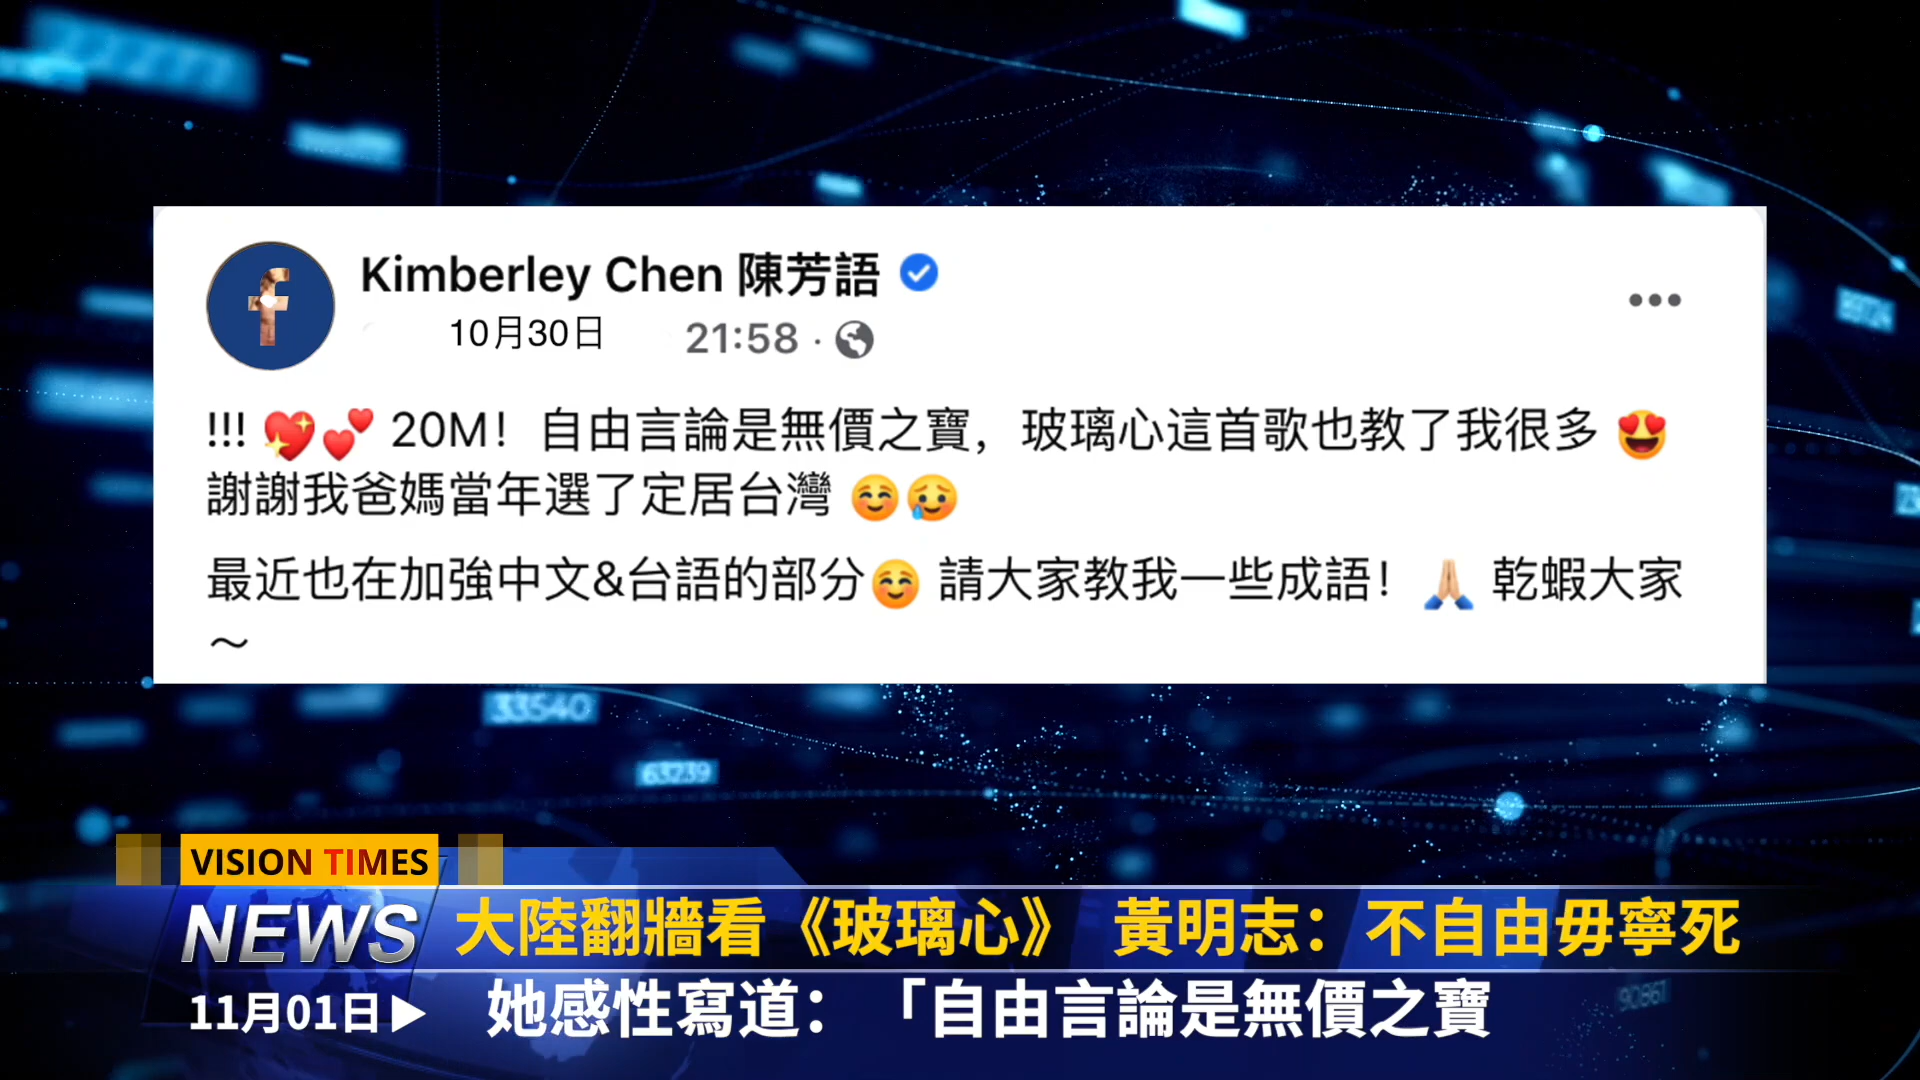 Kimberley Chen 陳芳語
10月30日 21:58 ·
!!! 💖💕 20M！自由言論是無價之寶，玻璃心這首歌也教了我很多 😍
謝謝我爸媽當年選了定居台灣 ☺️🥲
最近也在加強中文&台語的部分☺️ 請大家教我一些成語！🙏🏼 乾蝦大家
～
33540
63239
VISION TIMES
NEWS
大陸翻牆看《玻璃心》 黃明志：不自由毋寧死
11月01日▶
她感性寫道：「自由言論是無價之寶
90861